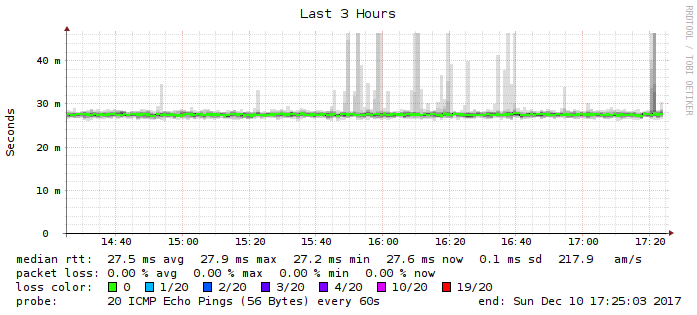 Last 3 Hours
RRDTOOL / TOBI OETIKER
Seconds
40 m
30 m
20 m
10 m
0
14:40 15:00 15:20 15:40 16:00 16:20 16:40 17:00 17:20
median rtt: 27.5 ms avg 27.9 ms max 27.2 ms min 27.6 ms now 0.1 ms sd 217.9 am/s
packet loss: 0.00 % avg 0.00 % max 0.00 % min 0.00 % now
loss color: 0 1/20 2/20 3/20 4/20 10/20 19/20
probe: 20 ICMP Echo Pings (56 Bytes) every 60s end: Sun Dec 10 17:25:03 2017